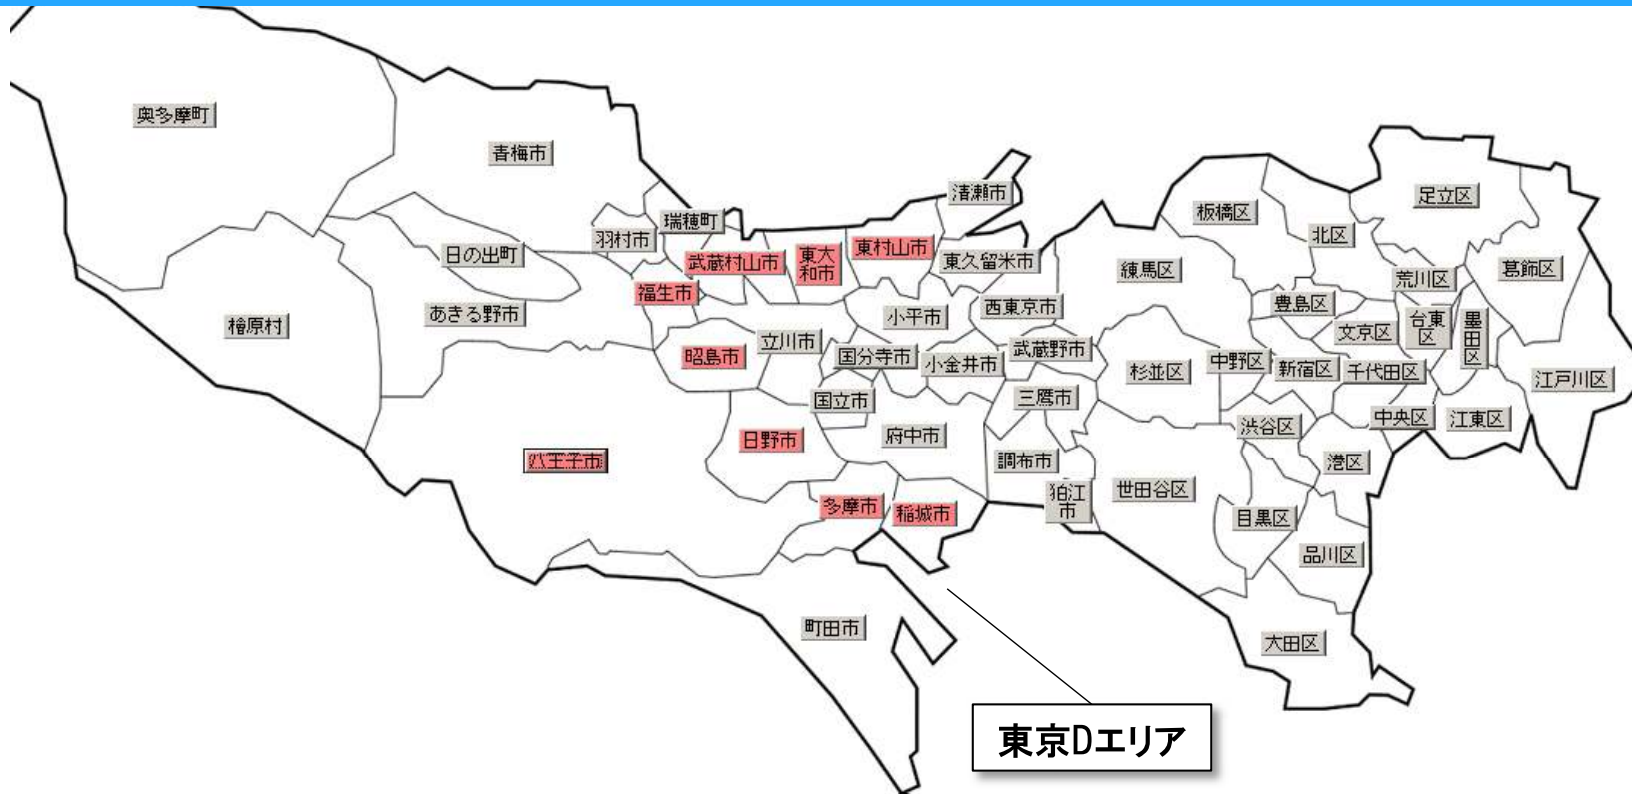 奥多摩町
青梅市
清瀬市
足立区
瑞穂町
板橋区
羽村市
北区
日の出町
武蔵村山市
東大
和市
東村山市
東久留米市
練馬区
荒川区
葛飾区
福生市
豊島区
あきる野市
小平市
西東京市
檜原村
文京区
台東
区
墨
田
区
立川市
昭島市
国分寺市
小金井市
武蔵野市
杉並区
中野区
新宿区
千代田区
江戸川区
国立市
三鷹市
渋谷区
中央区
江東区
日野市
府中市
八王子市
調布市
港区
多摩市
稲城市
狛江
市
世田谷区
目黒区
品川区
町田市
大田区
東京Dエリア